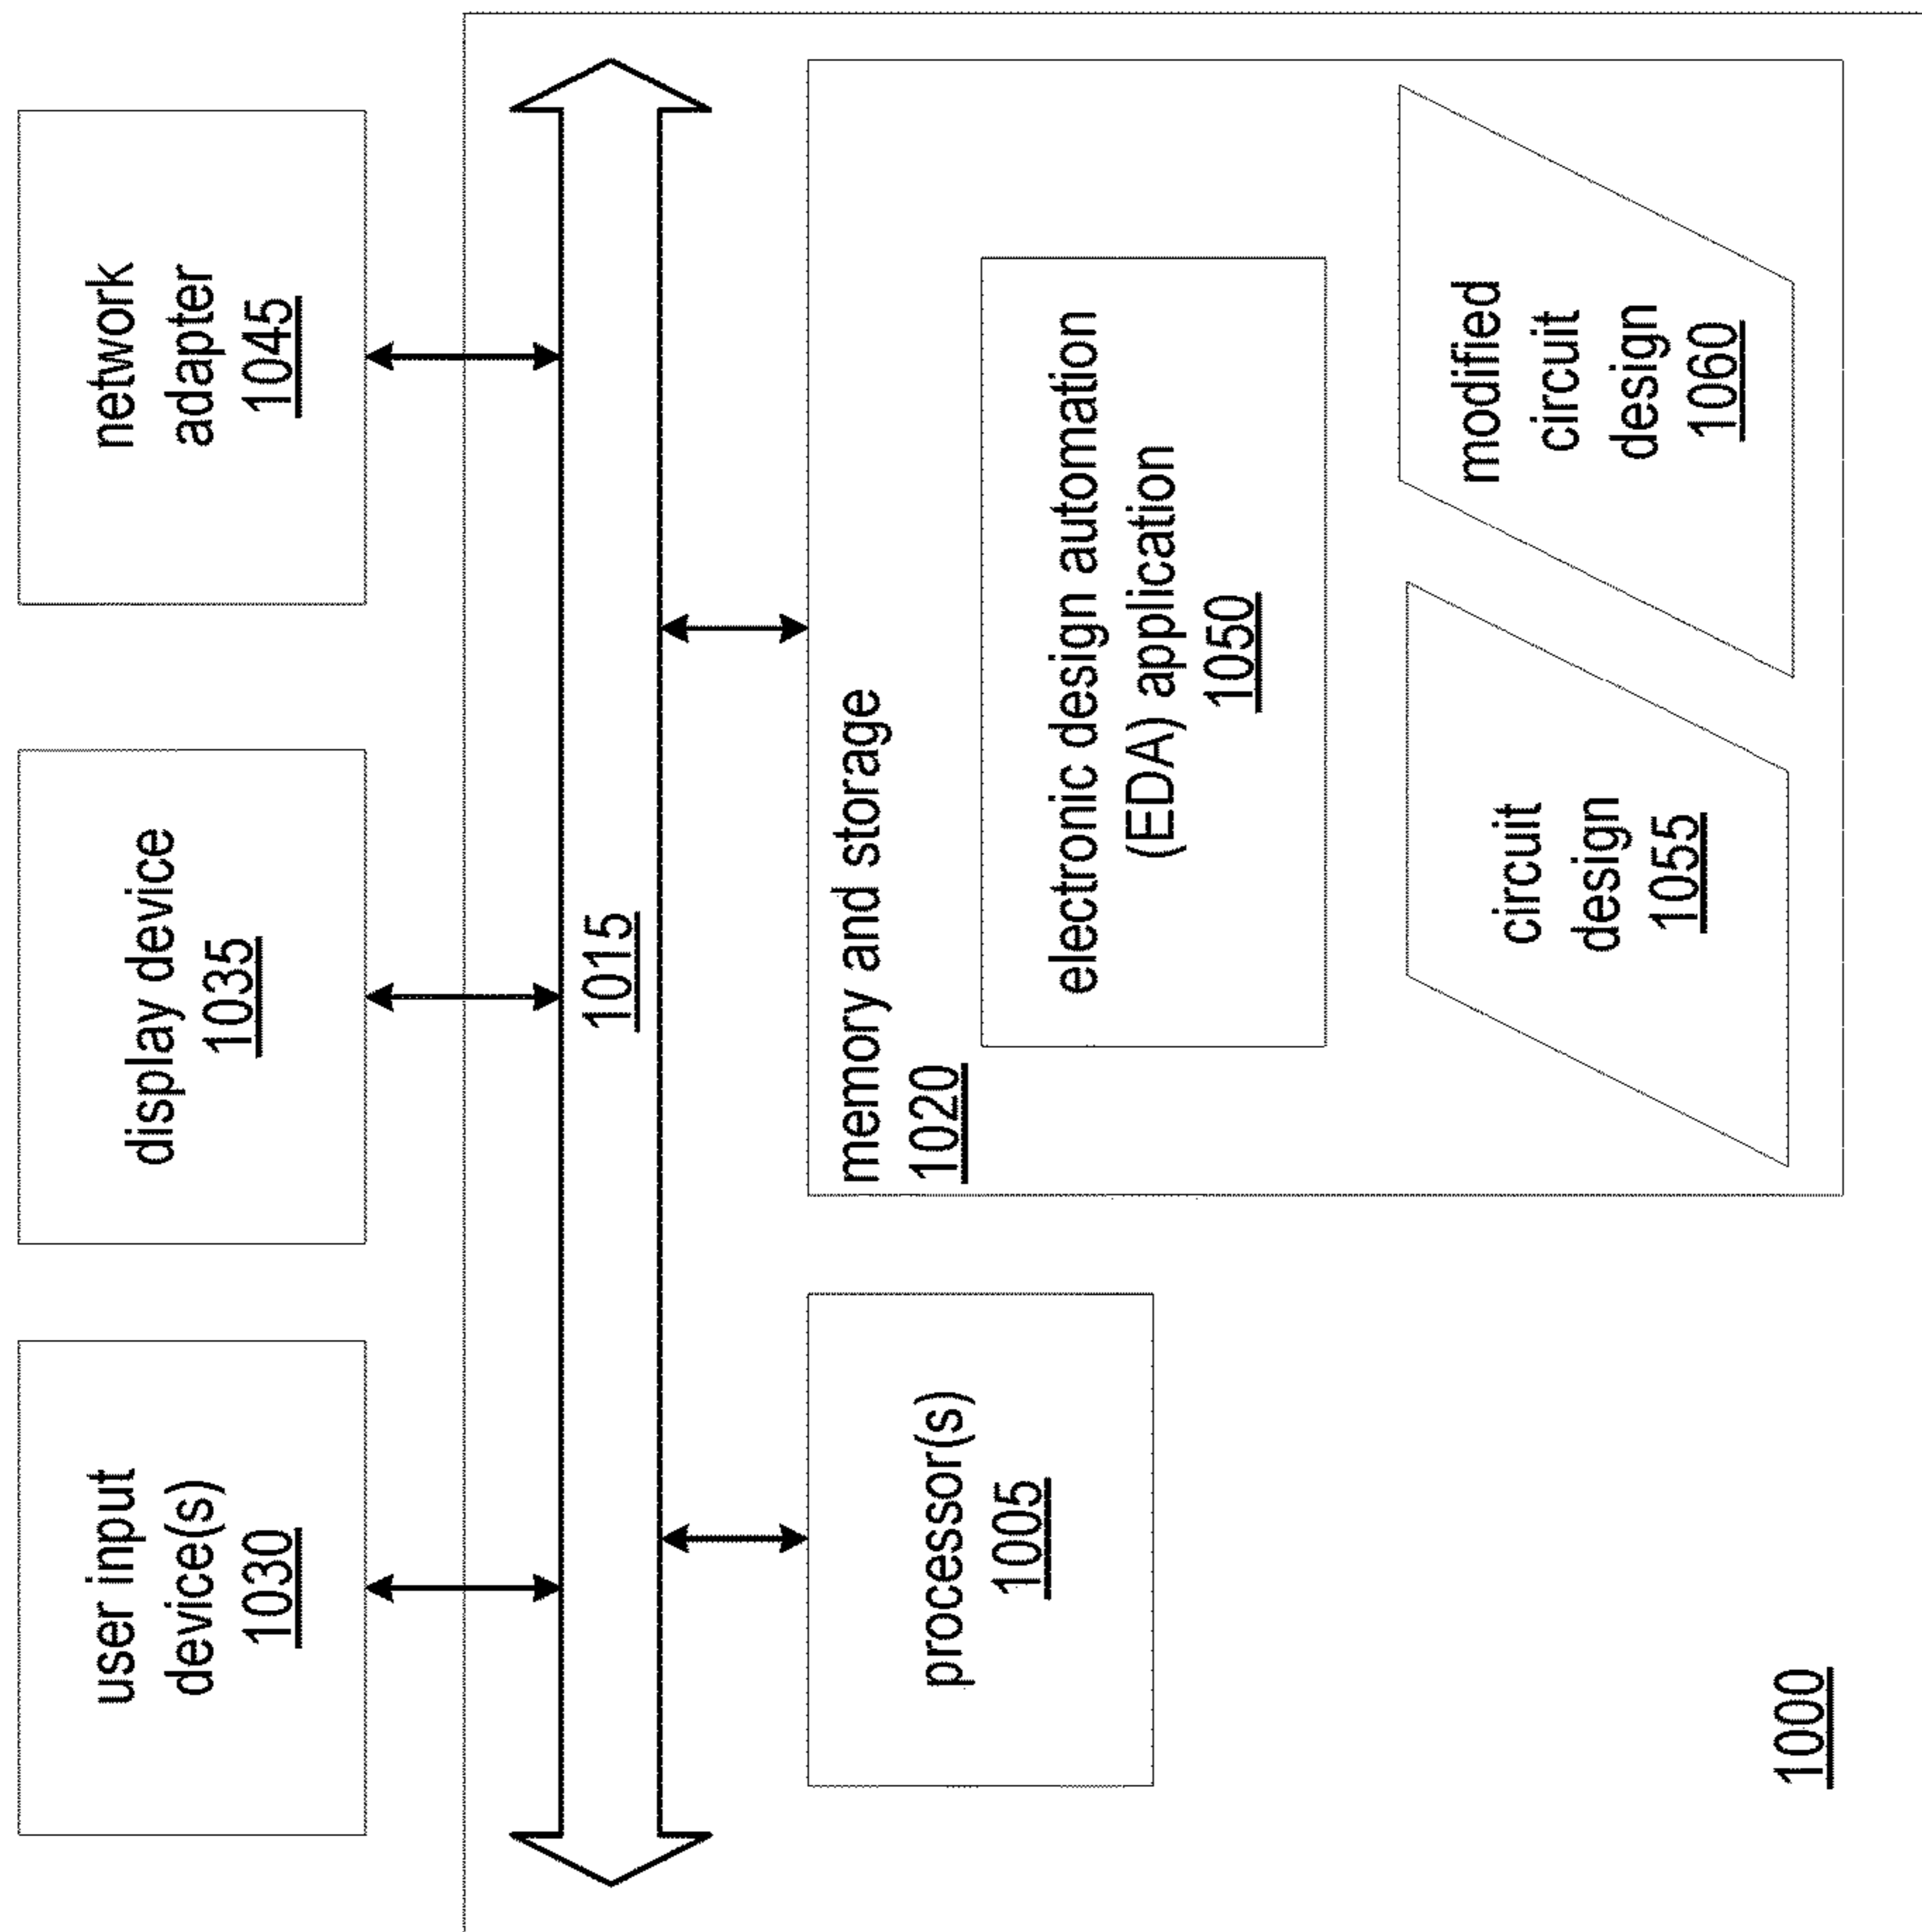 user input
device(s)
1030
display device
1035
network
adapter
1045
1015
processor(s)
1005
memory and storage
1020
electronic design automation
(EDA) application
1050
circuit
design
1055
modified
circuit
design
1060
1000